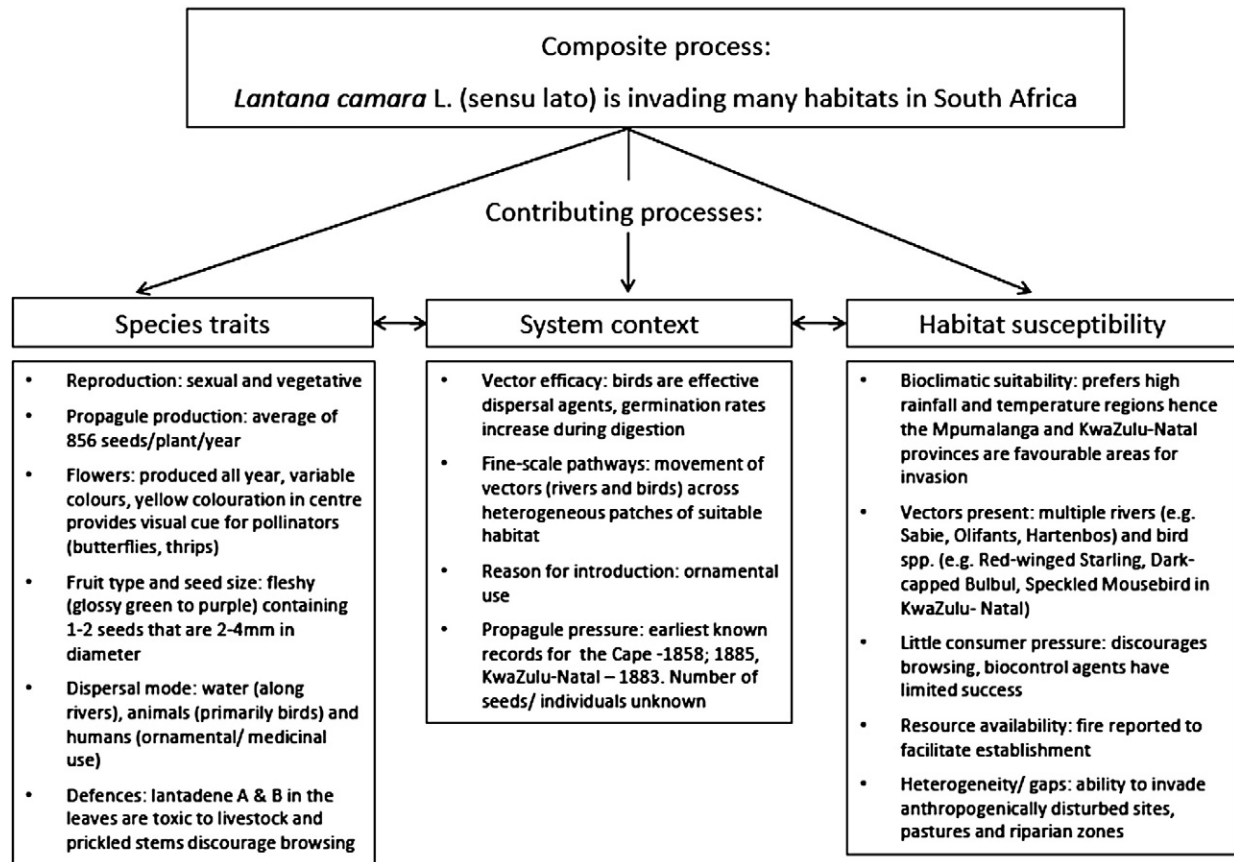 Composite process:
Lantana camara L. (sensu lato) is invading many habitats in South Africa
Contributing processes:
Species traits
• Reproduction: sexual and vegetative
• Propagule production: average of
856 seeds/plant/year
• Flowers: produced all year, variable
colours, yellow colouration in centre
provides visual cue for pollinators
(butterflies, thrips)
• Fruit type and seed size: fleshy
(glossy green to purple) containing
1-2 seeds that are 2-4mm in
diameter
• Dispersal mode: water (along
rivers), animals (primarily birds) and
humans (ornamental/ medicinal
use)
• Defences: lantadene A & B in the
leaves are toxic to livestock and
prickled stems discourage browsing
System context
• Vector efficacy: birds are effective
dispersal agents, germination rates
increase during digestion
• Fine-scale pathways: movement of
vectors (rivers and birds) across
heterogeneous patches of suitable
habitat
• Reason for introduction: ornamental
use
• Propagule pressure: earliest known
records for the Cape -1858; 1885,
KwaZulu-Natal – 1883. Number of
seeds/ individuals unknown
Habitat susceptibility
• Bioclimatic suitability: prefers high
rainfall and temperature regions hence
the Mpumalanga and KwaZulu-Natal
provinces are favourable areas for
invasion
• Vectors present: multiple rivers (e.g.
Sabie, Olifants, Hartenbos) and bird
spp. (e.g. Red-winged Starling, Dark-
capped Bulbul, Speckled Mousebird in
KwaZulu- Natal)
• Little consumer pressure: discourages
browsing, biocontrol agents have
limited success
• Resource availability: fire reported to
facilitate establishment
• Heterogeneity/ gaps: ability to invade
anthropogenically disturbed sites,
pastures and riparian zones